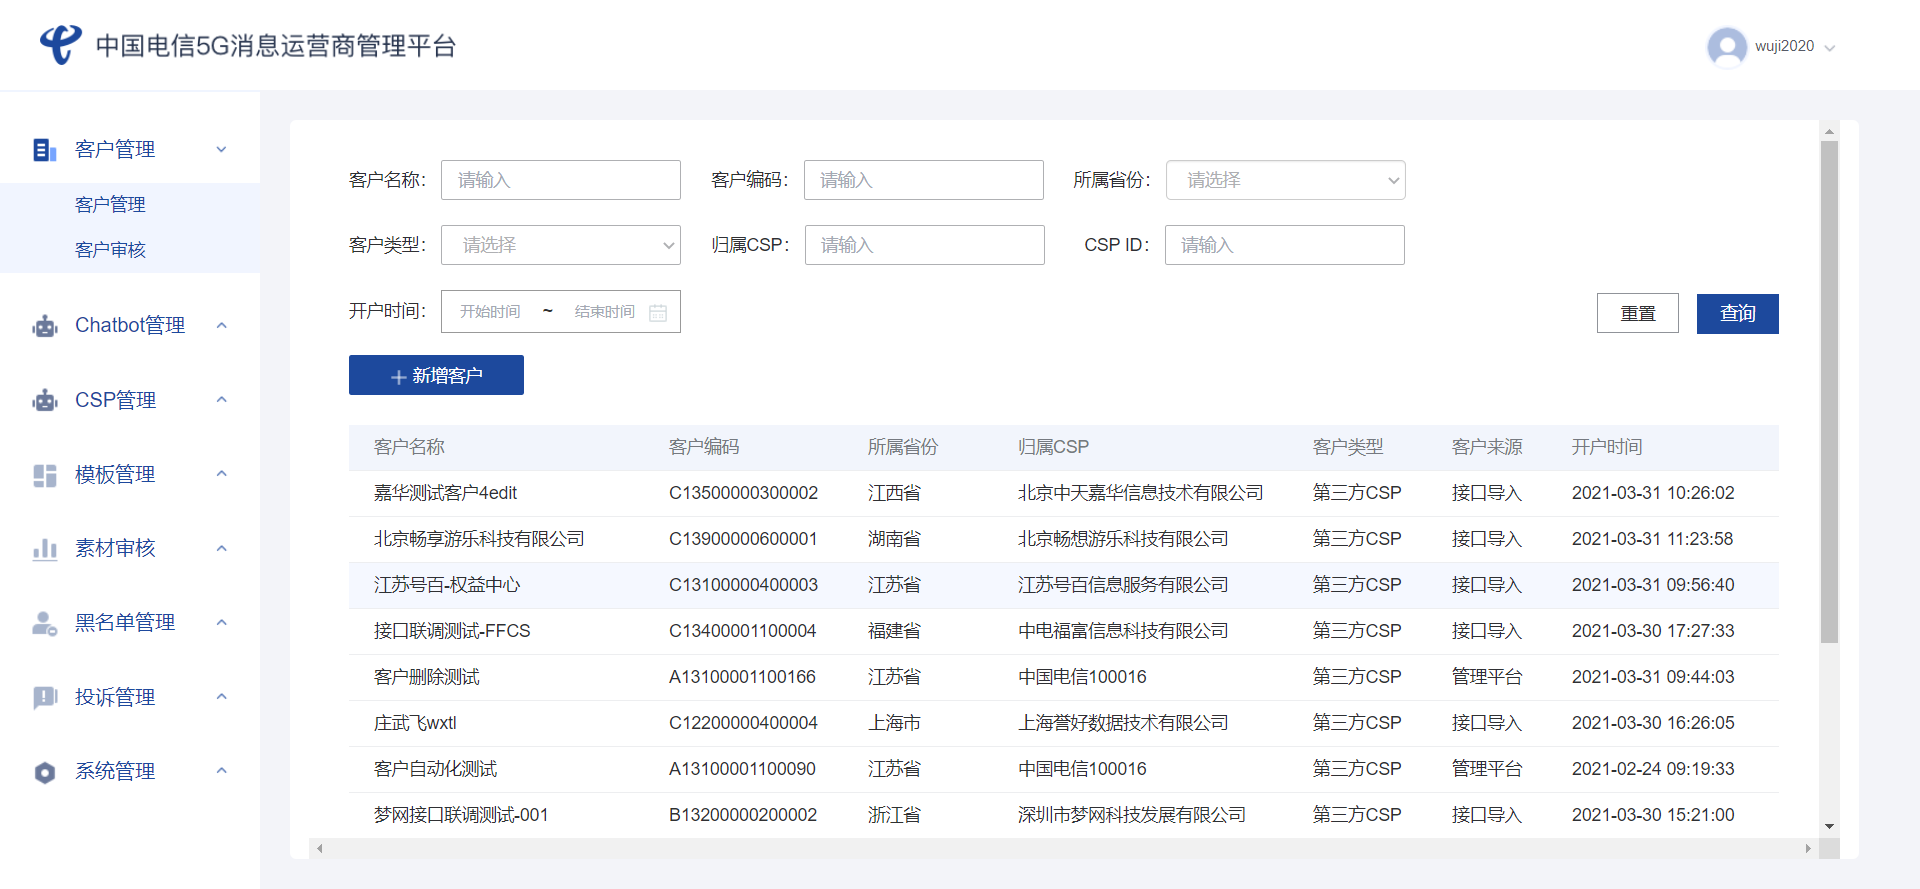 中国电信5G消息运营商管理平台
wuji2020
客户管理
客户管理
客户审核
Chatbot管理
CSP管理
模板管理
素材审核
黑名单管理
投诉管理
系统管理
客户名称: 请输入 客户编码: 请输入 所属省份: 请选择
客户类型: 请选择 归属CSP: 请输入 CSP ID: 请输入
开户时间: 开始时间 ~ 结束时间 重置 查询
+ 新增客户
客户名称 客户编码 所属省份 归属CSP 客户类型 客户来源 开户时间
嘉华测试客户4edit C13500000300002 江西省 北京中天嘉华信息技术有限公司 第三方CSP 接口导入 2021-03-31 10:26:02
北京畅享游乐科技有限公司 C13900000600001 湖南省 北京畅想游乐科技有限公司 第三方CSP 接口导入 2021-03-31 11:23:58
江苏号百-权益中心 C13100000400003 江苏省 江苏号百信息服务有限公司 第三方CSP 接口导入 2021-03-31 09:56:40
接口联调测试-FFCS C13400001100004 福建省 中电福富信息科技有限公司 第三方CSP 接口导入 2021-03-30 17:27:33
客户删除测试 A13100001100166 江苏省 中国电信100016 第三方CSP 管理平台 2021-03-31 09:44:03
庄武飞wxtl C12200000400004 上海市 上海誉好数据技术有限公司 第三方CSP 接口导入 2021-03-30 16:26:05
客户自动化测试 A13100001100090 江苏省 中国电信100016 第三方CSP 管理平台 2021-02-24 09:19:33
梦网接口联调测试-001 B13200000200002 浙江省 深圳市梦网科技发展有限公司 第三方CSP 接口导入 2021-03-30 15:21:00